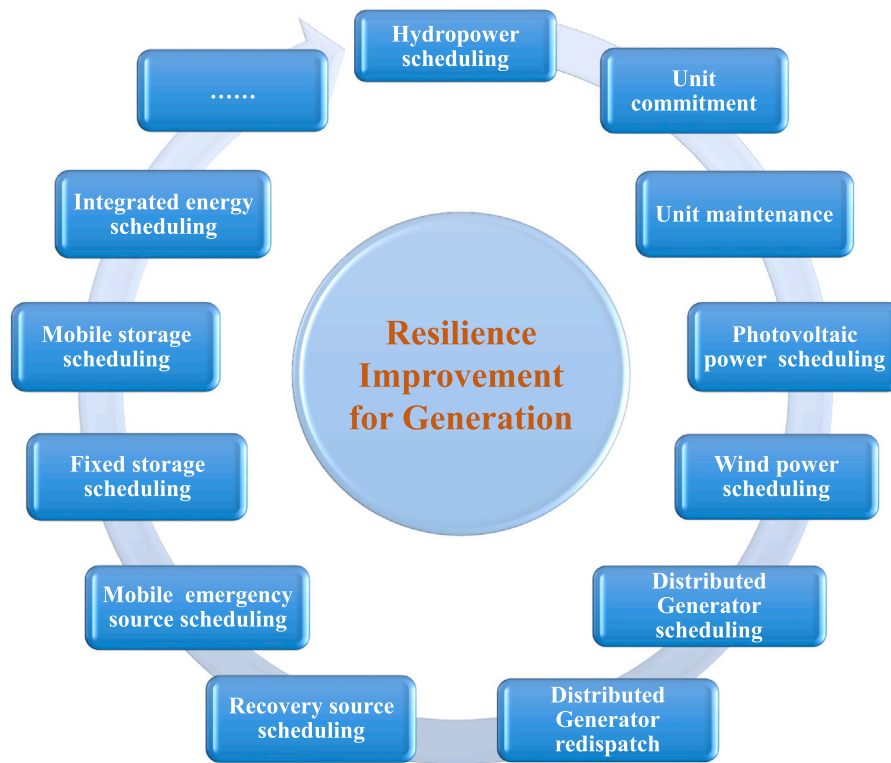 Hydropower
scheduling
Unit
commitment
Unit maintenance
Photovoltaic
power scheduling
Wind power
scheduling
Distributed
Generator
scheduling
Distributed
Generator
redispatch
Recovery source
scheduling
Mobile emergency
source scheduling
Fixed storage
scheduling
Mobile storage
scheduling
Integrated energy
scheduling
……
Resilience
Improvement
for Generation